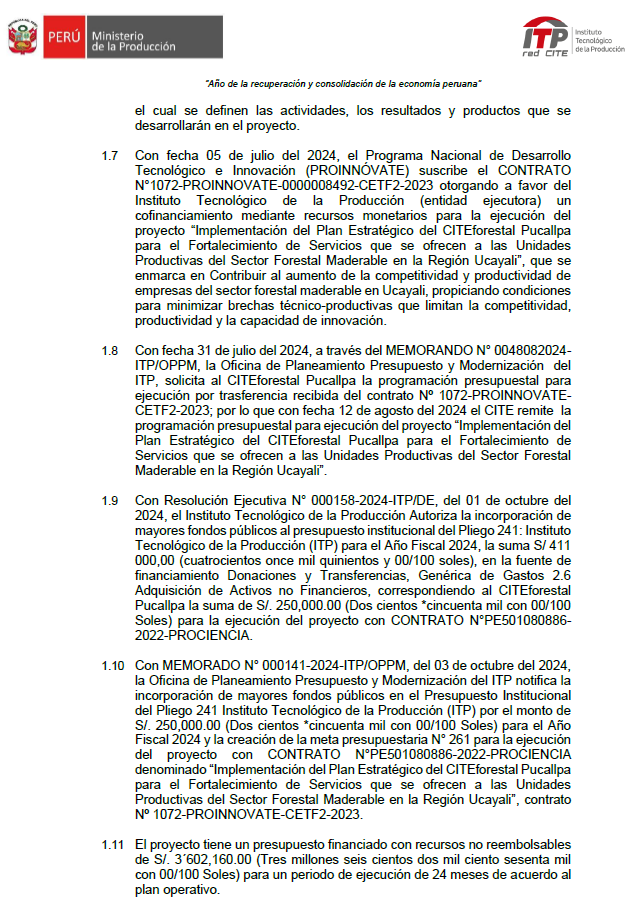 PERÚ
Ministerio
de la Producción
ITP
red CITE
Instituto
Tecnológico
de la Producción
"Año de la recuperación y consolidación de la economía peruana"
el cual se definen las actividades, los resultados y productos que se
desarrollarán en el proyecto.
1.7 Con fecha 05 de julio del 2024, el Programa Nacional de Desarrollo
Tecnológico e Innovación (PROINNÓVATE) suscribe el CONTRATO
N°1072-PROINNOVATE-0000008492-CETF2-2023 otorgando a favor del
Instituto Tecnológico de la Producción (entidad ejecutora) un
cofinanciamiento mediante recursos monetarios para la ejecución del
proyecto "Implementación del Plan Estratégico del CITEforestal Pucallpa
para el Fortalecimiento de Servicios que se ofrecen a las Unidades
Productivas del Sector Forestal Maderable en la Región Ucayali", que se
enmarca en Contribuir al aumento de la competitividad y productividad de
empresas del sector forestal maderable en Ucayali, propiciando condiciones
para minimizar brechas técnico-productivas que limitan la competitividad,
productividad y la capacidad de innovación.
1.8 Con fecha 31 de julio del 2024, a través del MEMORANDO N° 0048082024-
ITP/OPPM, la Oficina de Planeamiento Presupuesto y Modernización del
ITP, solicita al CITEforestal Pucallpa la programación presupuestal para
ejecución por trasferencia recibida del contrato Nº 1072-PROINNOVATE-
CETF2-2023; por lo que con fecha 12 de agosto del 2024 el CITE remite la
programación presupuestal para ejecución del proyecto "Implementación del
Plan Estratégico del CITEforestal Pucallpa para el Fortalecimiento de
Servicios que se ofrecen a las Unidades Productivas del Sector Forestal
Maderable en la Región Ucayali".
1.9 Con Resolución Ejecutiva N° 000158-2024-ITP/DE, del 01 de octubre del
2024, el Instituto Tecnológico de la Producción Autoriza la incorporación de
mayores fondos públicos al presupuesto institucional del Pliego 241: Instituto
Tecnológico de la Producción (ITP) para el Año Fiscal 2024, la suma S/ 411
000,00 (cuatrocientos once mil quinientos y 00/100 soles), en la fuente de
financiamiento Donaciones y Transferencias, Genérica de Gastos 2.6
Adquisición de Activos no Financieros, correspondiendo al CITEforestal
Pucallpa la suma de S/. 250,000.00 (Dos cientos *cincuenta mil con 00/100
Soles) para la ejecución del proyecto con CONTRATO N°PE501080886-
2022-PROCIENCIA.
1.10 Con MEMORADO N° 000141-2024-ITP/OPPM, del 03 de octubre del 2024,
la Oficina de Planeamiento Presupuesto y Modernización del ITP notifica la
incorporación de mayores fondos públicos en el Presupuesto Institucional
del Pliego 241 Instituto Tecnológico de la Producción (ITP) por el monto de
S/. 250,000.00 (Dos cientos *cincuenta mil con 00/100 Soles) para el Año
Fiscal 2024 y la creación de la meta presupuestaria N° 261 para la ejecución
del proyecto con CONTRATO N°PE501080886-2022-PROCIENCIA
denominado "Implementación del Plan Estratégico del CITEforestal Pucallpa
para el Fortalecimiento de Servicios que se ofrecen a las Unidades
Productivas del Sector Forestal Maderable en la Región Ucayali", contrato
Nº 1072-PROINNOVATE-CETF2-2023.
1.11 El proyecto tiene un presupuesto financiado con recursos no reembolsables
de S/. 3´602,160.00 (Tres millones seis cientos dos mil ciento sesenta mil
con 00/100 Soles) para un periodo de ejecución de 24 meses de acuerdo al
plan operativo.